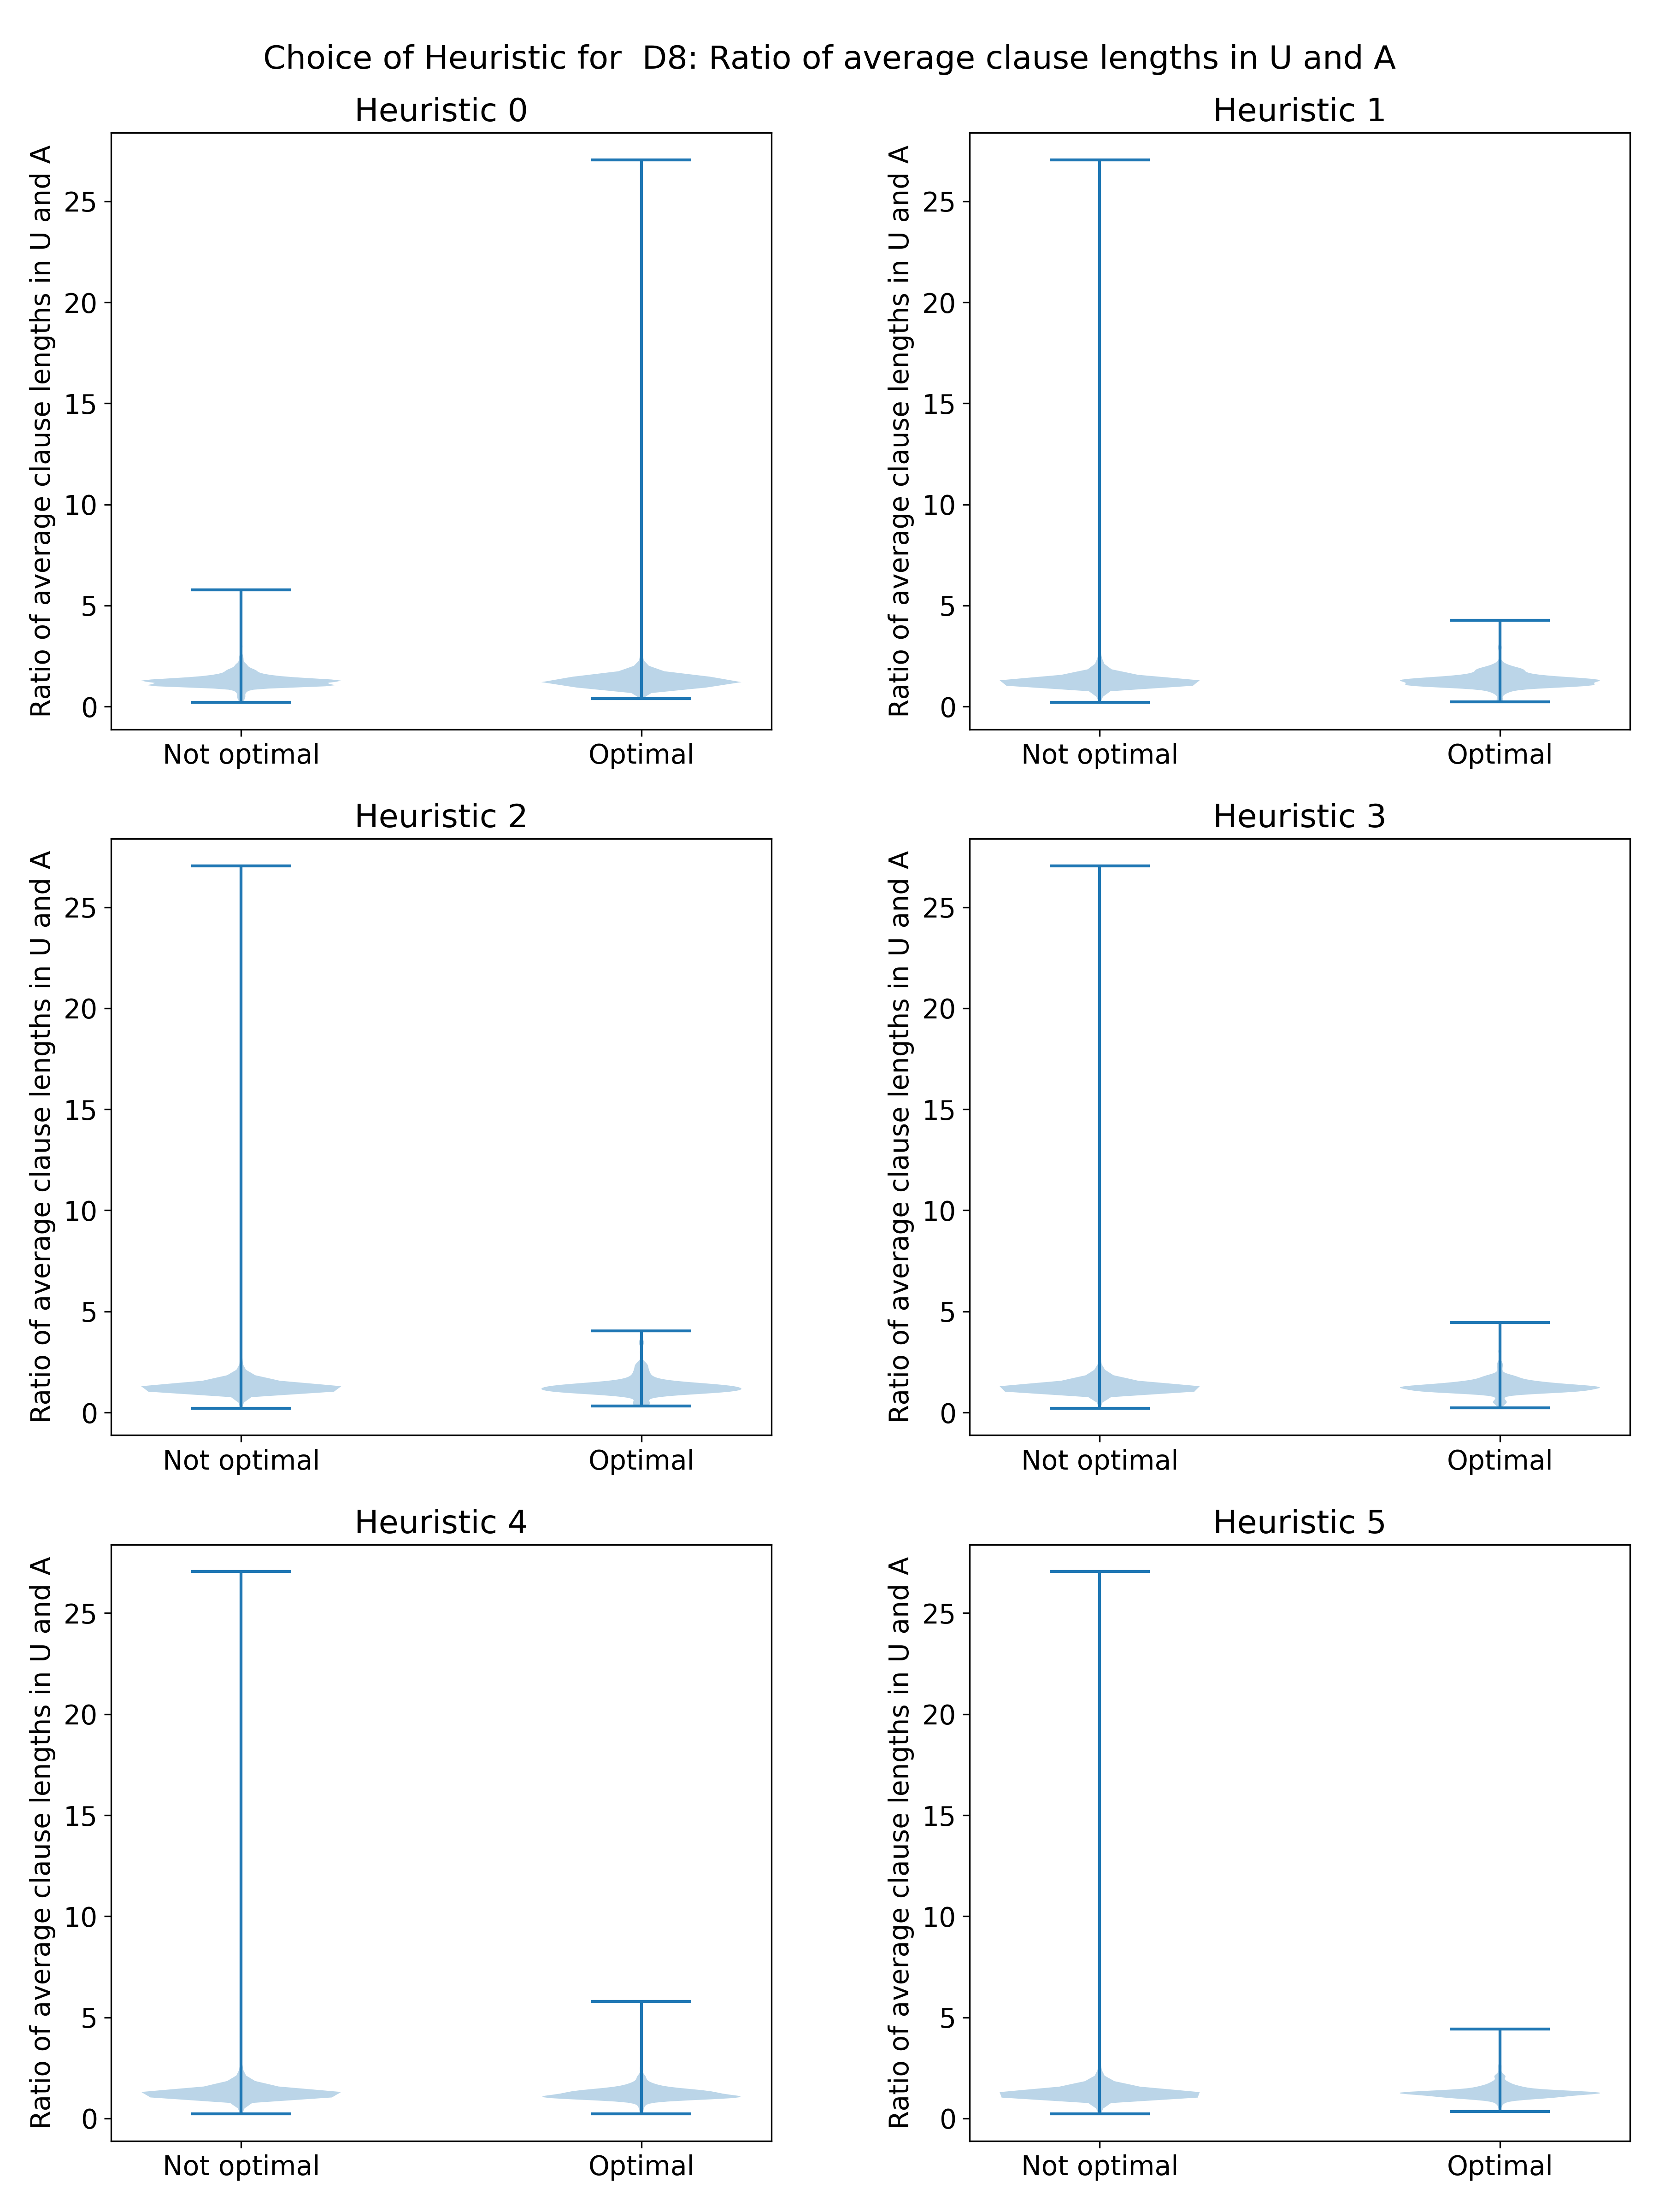 Choice of Heuristic for  D8: Ratio of average clause lengths in U and A
Heuristic 0
Ratio of average clause lengths in U and A
25
20
15
10
5
0
Not optimal
Optimal
Heuristic 1
Ratio of average clause lengths in U and A
25
20
15
10
5
0
Not optimal
Optimal
Heuristic 2
Ratio of average clause lengths in U and A
25
20
15
10
5
0
Not optimal
Optimal
Heuristic 3
Ratio of average clause lengths in U and A
25
20
15
10
5
0
Not optimal
Optimal
Heuristic 4
Ratio of average clause lengths in U and A
25
20
15
10
5
0
Not optimal
Optimal
Heuristic 5
Ratio of average clause lengths in U and A
25
20
15
10
5
0
Not optimal
Optimal